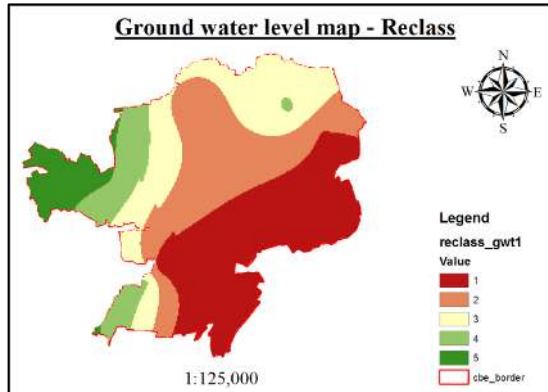 Ground water level map - Reclass
N
W E
S
Legend
reclass_gwt1
Value
1
2
3
4
5
cbe_border
1:125,000